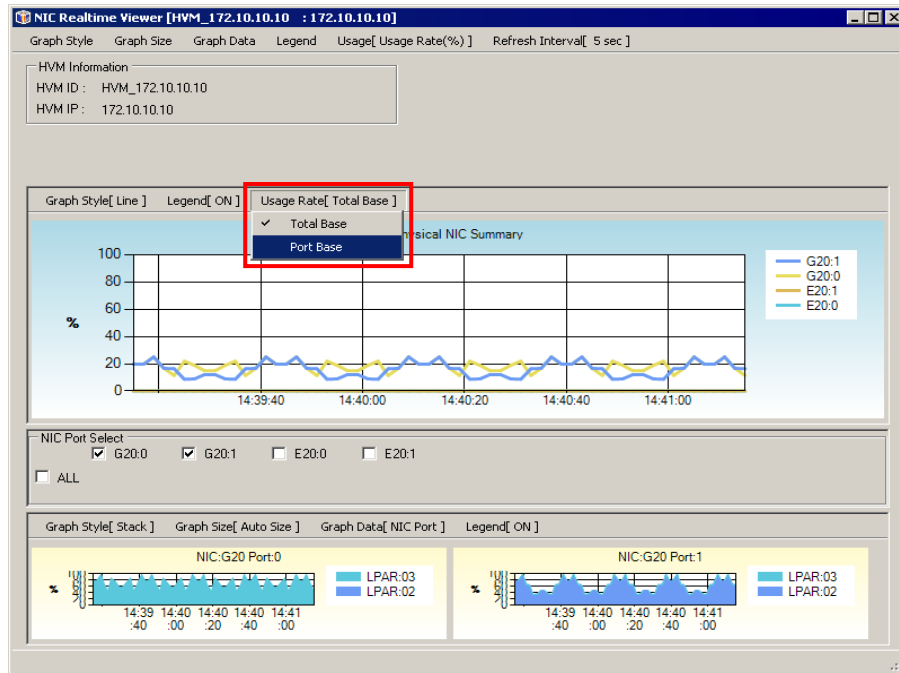 NIC Realtime Viewer [HVM_172.10.10.10 : 172.10.10.10]
Graph Style Graph Size Graph Data Legend Usage[ Usage Rate(%) ] Refresh Interval[ 5 sec ]
HVM Information
HVM ID : HVM_172.10.10.10
HVM IP : 172.10.10.10
Graph Style[ Line ] Legend[ ON ] Usage Rate[ Total Base ]
Total Base
Port Base
NIC Summary
100
80
60
%
40
20
0
14:39:40 14:40:00 14:40:20 14:40:40 14:41:00
G20:1
G20:0
E20:1
E20:0
NIC Port Select
G20:0 G20:1 E20:0 E20:1
ALL
Graph Style[ Stack ] Graph Size[ Auto Size ] Graph Data[ NIC Port ] Legend[ ON ]
NIC:G20 Port:0
%
14:39 14:40 14:40 14:40 14:41
:40 :00 :20 :40 :00
LPAR:03
LPAR:02
NIC:G20 Port:1
%
14:39 14:40 14:40 14:40 14:41
:40 :00 :20 :40 :00
LPAR:03
LPAR:02